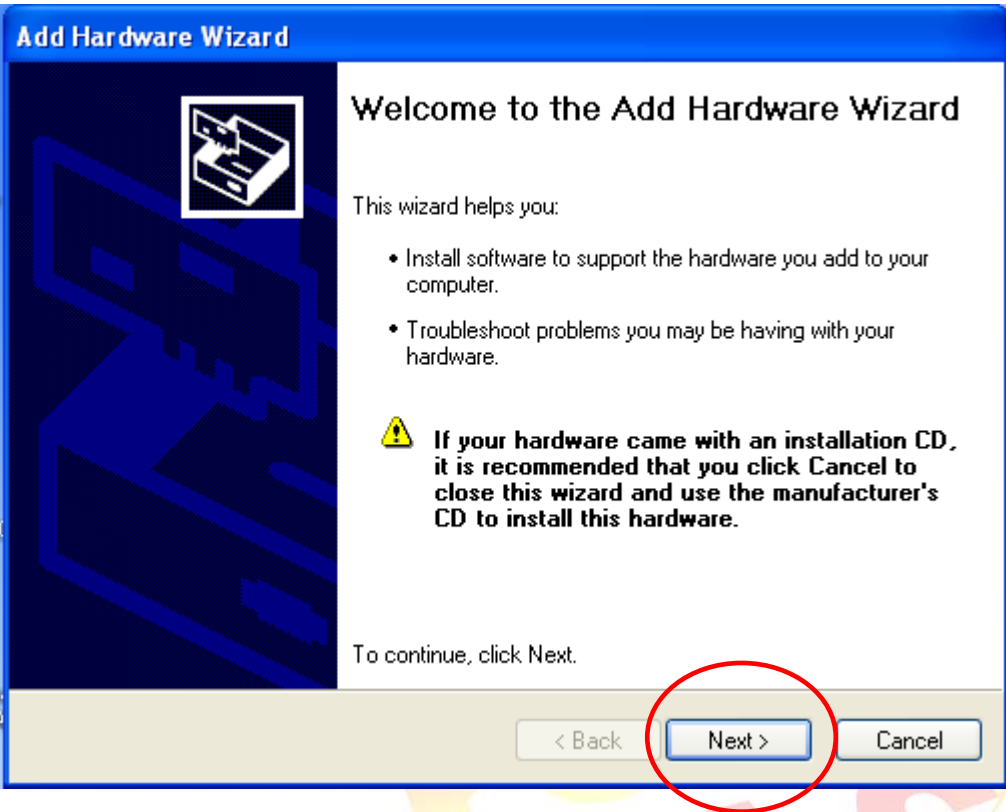 Add Hardware Wizard
Welcome to the Add Hardware Wizard
This wizard helps you:
• Install software to support the hardware you add to your
computer.
• Troubleshoot problems you may be having with your
hardware.
If your hardware came with an installation CD,
it is recommended that you click Cancel to
close this wizard and use the manufacturer's
CD to install this hardware.
To continue, click Next.
< Back
Next >
Cancel